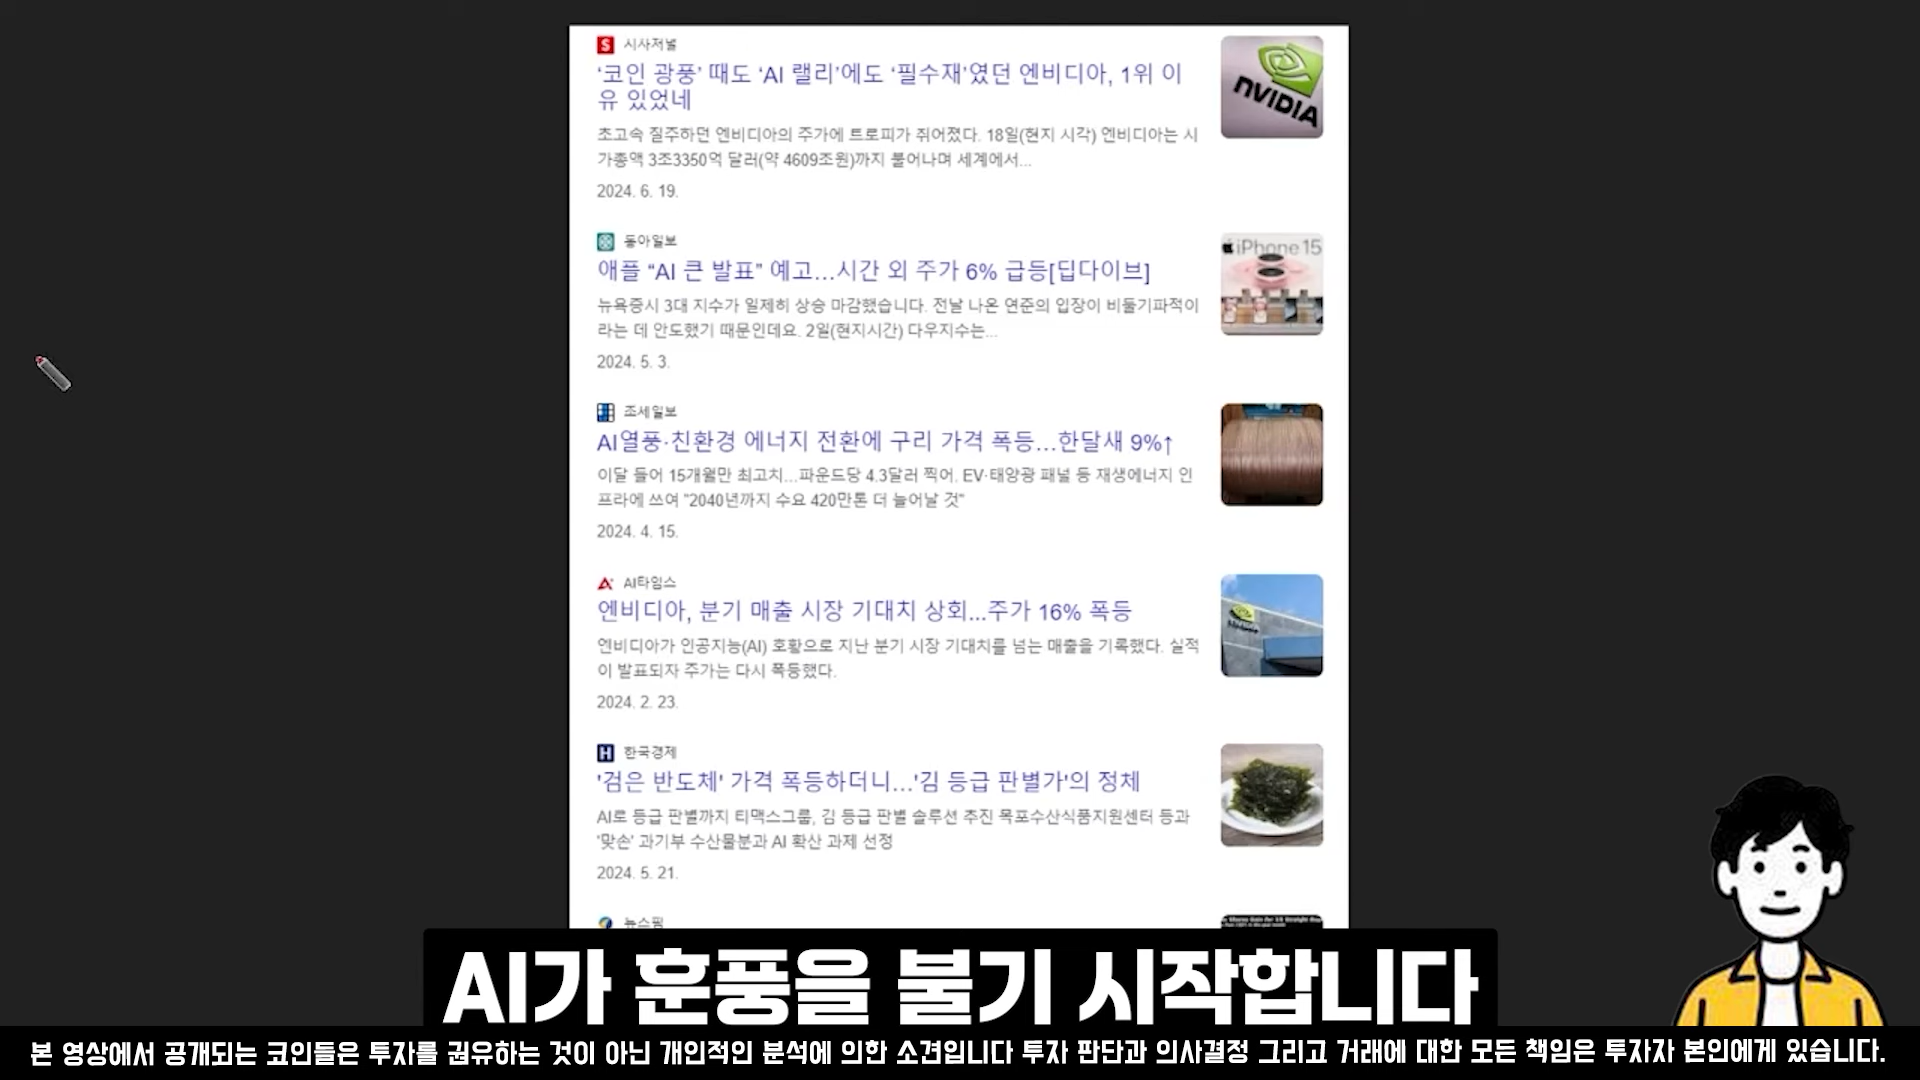 시사저널
‘코인 광풍’ 때도 ‘AI 랠리’에도 ‘필수재’였던 엔비디아, 1위 이
유 있었네
초고속 질주하던 엔비디아의 주가에 트로피가 쥐어졌다. 18일(현지 시각) 엔비디아는 시
가총액 3조3350억 달러(약 4609조원)까지 불어나며 세계에서...
2024. 6. 19.
NVIDIA
동아일보
애플 “AI 큰 발표” 예고…시간 외 주가 6% 급등[딥다이브]
뉴욕증시 3대 지수가 일제히 상승 마감했습니다. 전날 나온 연준의 입장이 비둘기파적이
라는 데 안도했기 때문인데요. 2일(현지시간) 다우지수는...
2024. 5. 3.
iPhone 15
조세일보
AI열풍·친환경 에너지 전환에 구리 가격 폭등…한달새 9%↑
이달 들어 15개월만 최고치...파운드당 4.3달러 찍어. EV·태양광 패널 등 재생에너지 인
프라에 쓰여 "2040년까지 수요 420만톤 더 늘어날 것"
2024. 4. 15.
AI타임스
엔비디아, 분기 매출 시장 기대치 상회...주가 16% 폭등
엔비디아가 인공지능(AI) 호황으로 지난 분기 시장 기대치를 넘는 매출을 기록했다. 실적
이 발표되자 주가는 다시 폭등했다.
2024. 2. 23.
NVIDIA
한국경제
'검은 반도체' 가격 폭등하더니…'김 등급 판별가'의 정체
AI로 등급 판별까지 티맥스그룹, 김 등급 판별 솔루션 추진 목포수산식품지원센터 등과
'맞손' 과기부 수산물분과 AI 확산 과제 선정
2024. 5. 21.
뉴스핌
AI가 훈풍을 불기 시작합니다
본 영상에서 공개되는 코인들은 투자를 권유하는 것이 아닌 개인적인 분석에 의한 소견입니다 투자 판단과 의사결정 그리고 거래에 대한 모든 책임은 투자자 본인에게 있습니다.